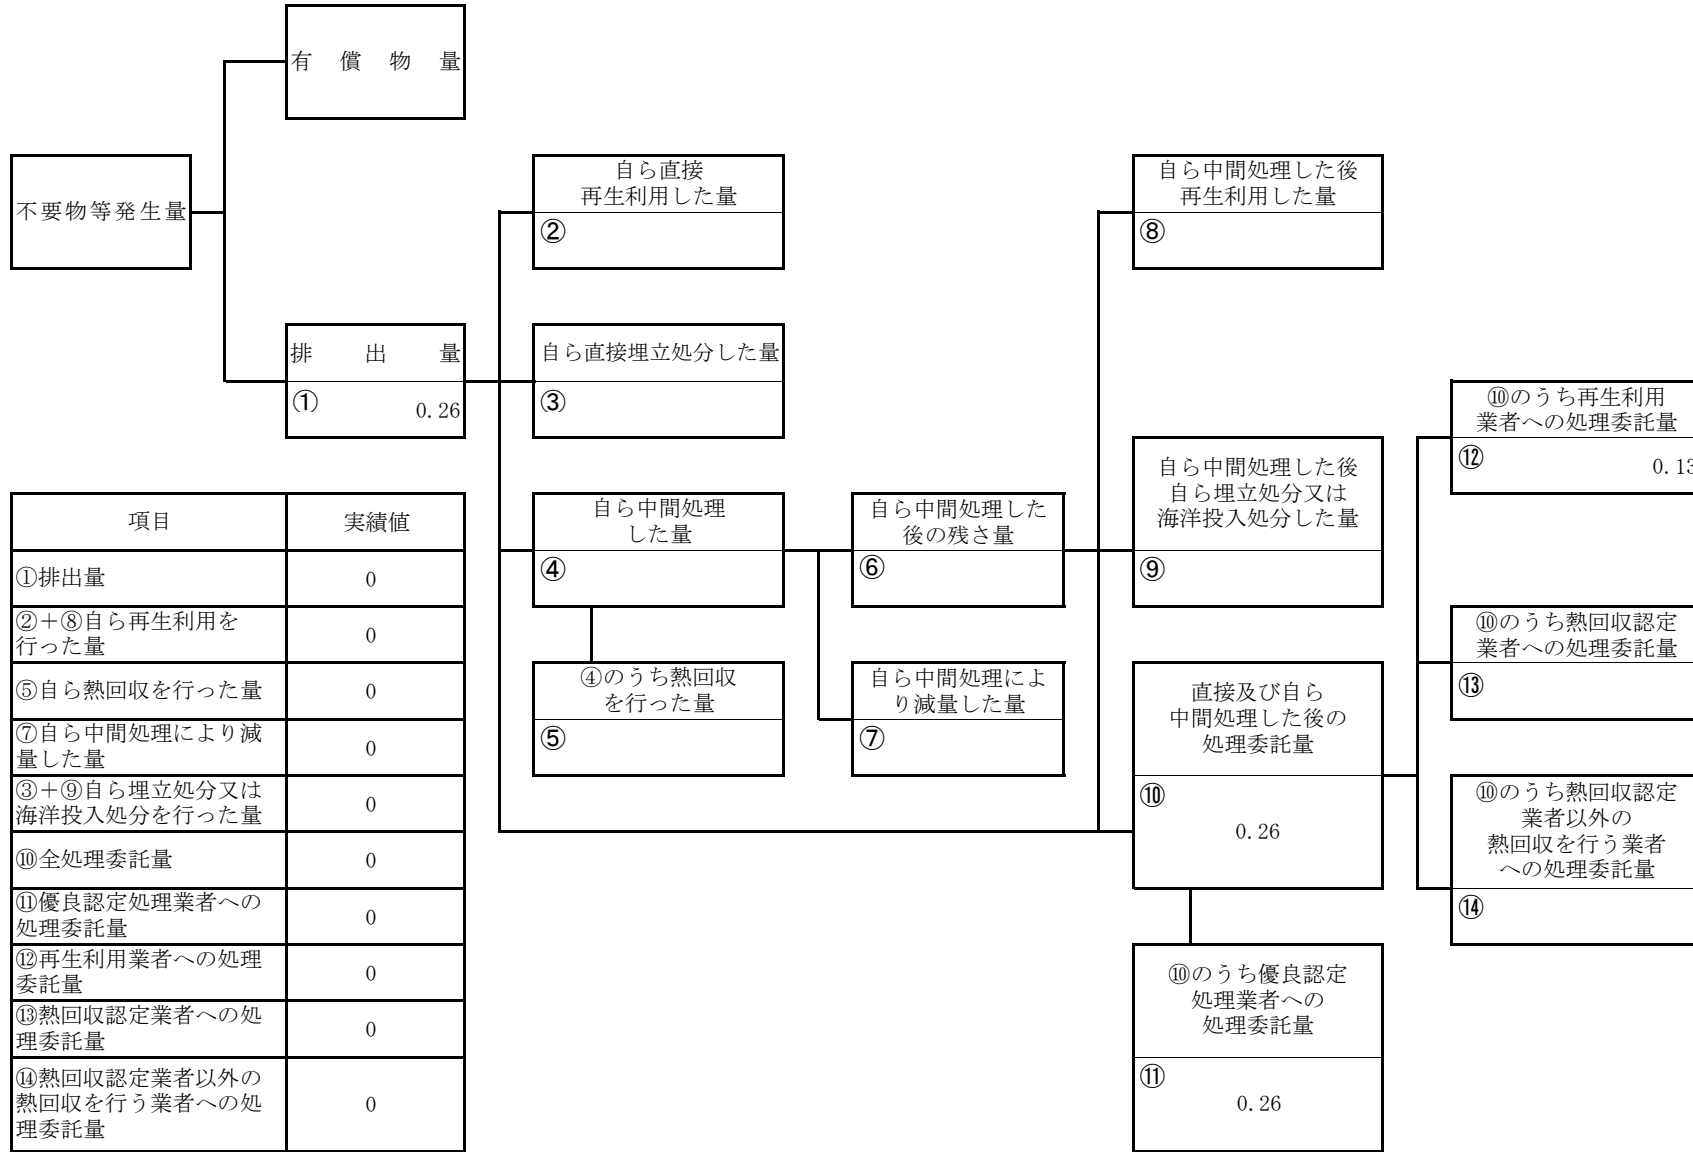 有償物量
不要物等発生量
自ら直接
再生利用した量
②
自ら中間処理した後
再生利用した量
⑧
排出量
①
0.26
自ら直接埋立処分した量
③
⑩のうち再生利用
業者への処理委託量
⑫
0.13
自ら中間処理
した量
④
自ら中間処理した
後の残さ量
⑥
自ら中間処理した後
自ら埋立処分又は
海洋投入処分した量
⑨
④のうち熱回収
を行った量
⑤
自ら中間処理によ
り減量した量
⑦
直接及び自ら
中間処理した後の
処理委託量
⑩
0.26
⑩のうち熱回収認定
業者への処理委託量
⑬
⑩のうち熱回収認定
業者以外の
熱回収を行う業者
への処理委託量
⑭
⑩のうち優良認定
処理業者への
処理委託量
⑪
0.26
項目 実績値
①排出量 0
②＋⑧自ら再生利用を
行った量 0
⑤自ら熱回収を行った量 0
⑦自ら中間処理により減
量した量 0
③＋⑨自ら埋立処分又は
海洋投入処分を行った量 0
⑩全処理委託量 0
⑪優良認定処理業者への
処理委託量 0
⑫再生利用業者への処理
委託量 0
⑬熱回収認定業者への処
理委託量 0
⑭熱回収認定業者以外の
熱回収を行う業者への処
理委託量 0